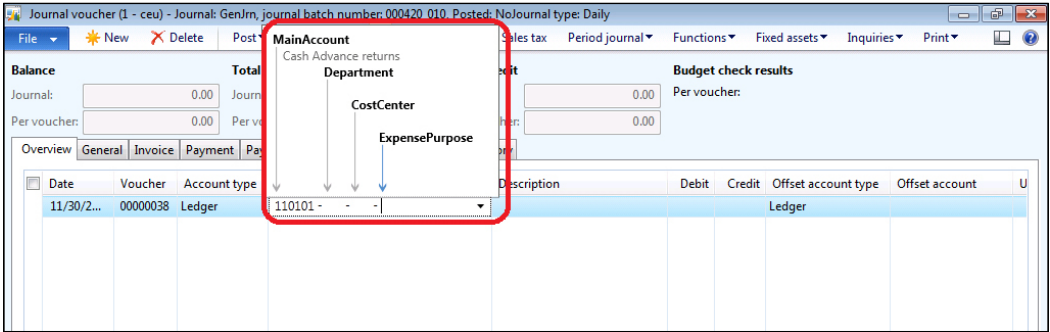 Journal voucher (1 - ceu) - Journal: GenJrn, journal batch number: 000420_010, Posted: NoJournal type: Daily
File New Delete Post Sales tax Period journal Functions Fixed assets Inquiries Print
MainAccount
Cash Advance returns
Department
CostCenter
ExpensePurpose
Balance Total Budget check results
Journal: 0.00 0.00 Per voucher:
Per voucher: 0.00 0.00
Overview General Invoice Payment
Date Voucher Account type Description Debit Credit Offset account type Offset account U
11/30/2... 00000038 Ledger 110101 - - - Ledger